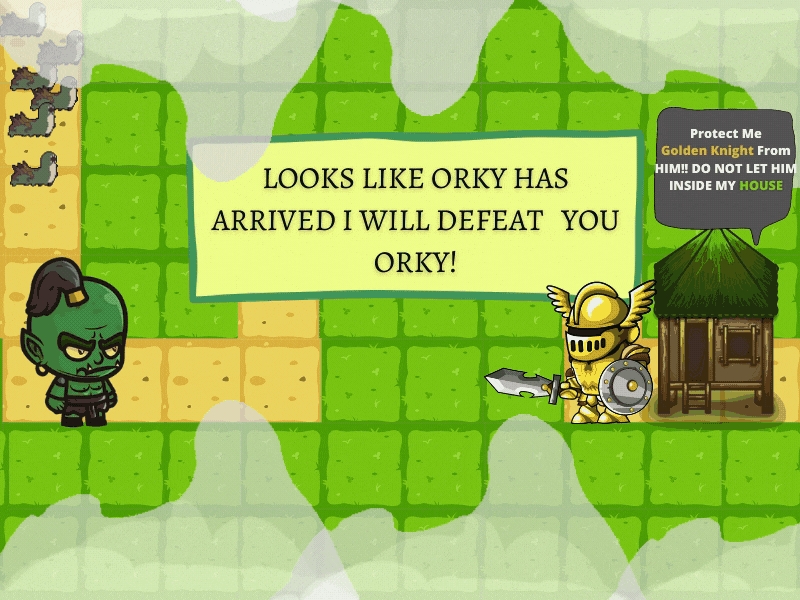 LOOKS LIKE ORKY HAS
ARRIVED I WILL DEFEAT YOU
ORKY!
Protect Me
Golden Knight From
HIM!! DO NOT LET HIM
INSIDE MY HOUSE